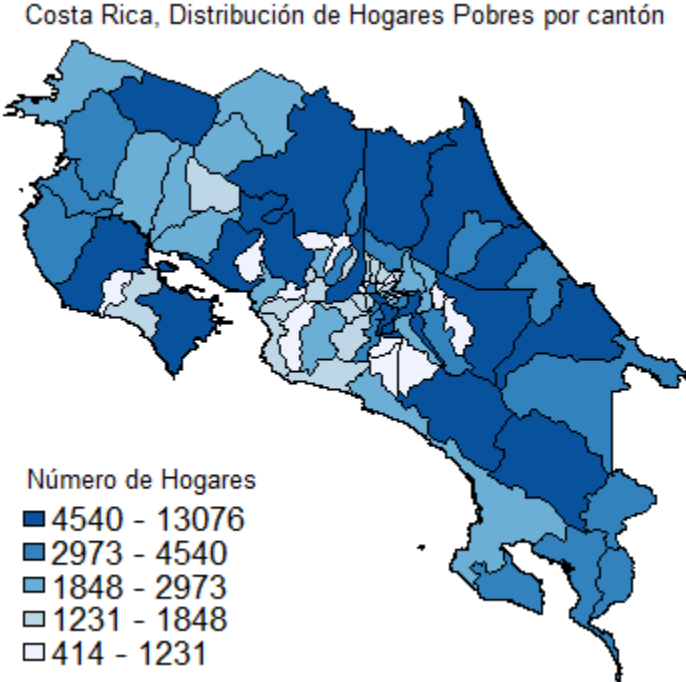 Costa Rica, Distribución de Hogares Pobres por cantón
Número de Hogares
4540 - 13076
2973 - 4540
1848 - 2973
1231 - 1848
414 - 1231